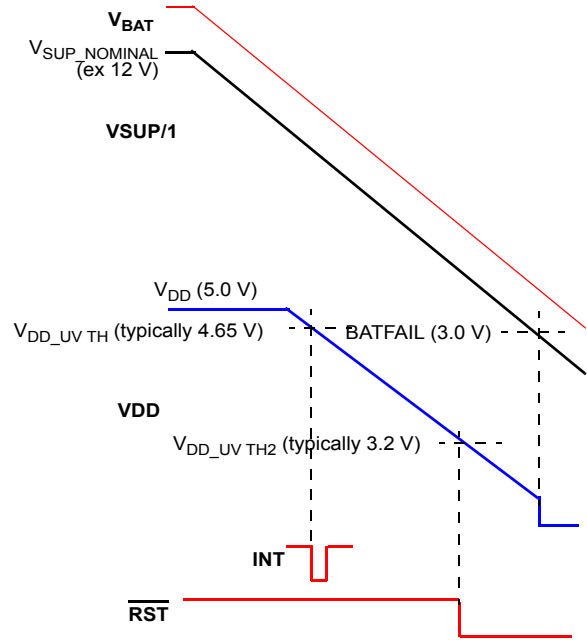 VBAT
VSUP_NOMINAL
(ex 12 V)
VSUP/1
VDD (5.0 V)
VDD_UV TH (typically 4.65 V)
BATFAIL (3.0 V)
VDD
VDD_UV TH2 (typically 3.2 V)
INT
RST